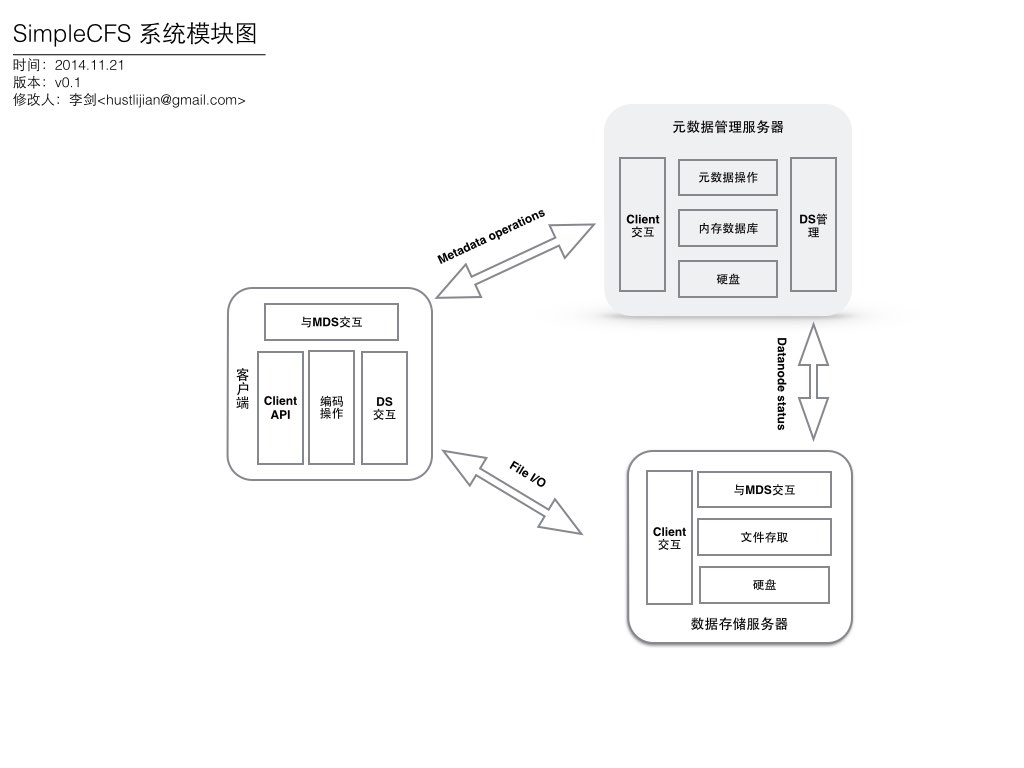 SimpleCFS 系统模块图
时间：2014.11.21
版本：v0.1
修改人：李剑<hustlijian@gmail.com>
元数据管理服务器
Client
交互
元数据操作
内存数据库
硬盘
DS管
理
Metadata operations
与MDS交互
客户端
Client
API
编码
操作
DS
交互
Datanode status
File I/O
Client
交互
与MDS交互
文件存取
硬盘
数据存储服务器